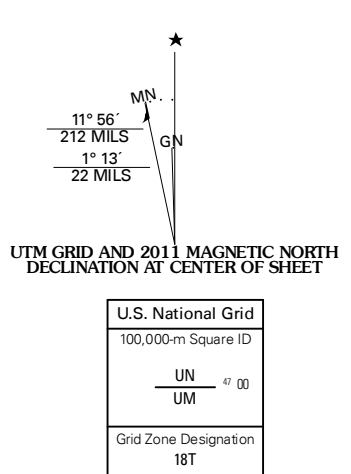 MN
11° 56´
212 MILS
GN
1° 13´
22 MILS
UTM GRID AND 2011 MAGNETIC NORTH
DECLINATION AT CENTER OF SHEET
U.S. National Grid
100,000-m Square ID
UN
47 00
UM
Grid Zone Designation
18T